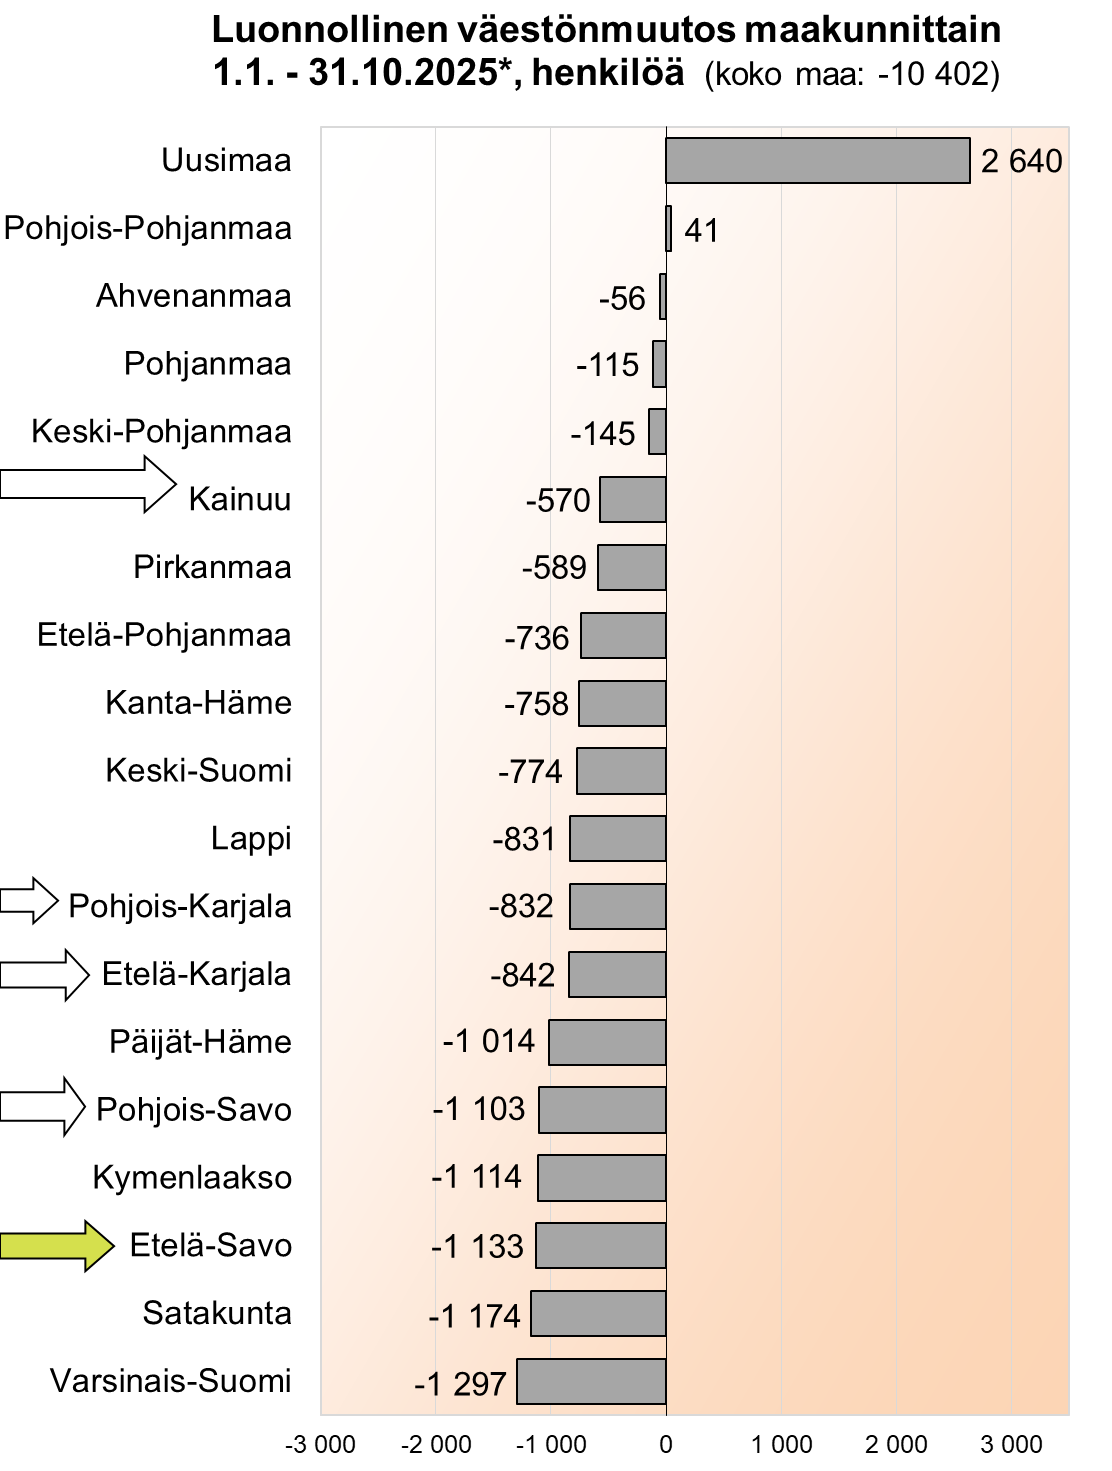 Luonnollinen väestönmuutos maakunnittain
1.1. - 31.10.2025*, henkilöä (koko maa: -10 402)
Uusimaa 2 640
Pohjois-Pohjanmaa 41
Ahvenanmaa -56
Pohjanmaa -115
Keski-Pohjanmaa -145
Kainuu -570
Pirkanmaa -589
Etelä-Pohjanmaa -736
Kanta-Häme -758
Keski-Suomi -774
Lappi -831
Pohjois-Karjala -832
Etelä-Karjala -842
Päijät-Häme -1 014
Pohjois-Savo -1 103
Kymenlaakso -1 114
Etelä-Savo -1 133
Satakunta -1 174
Varsinais-Suomi -1 297
-3 000 -2 000 -1 000 0 1 000 2 000 3 000